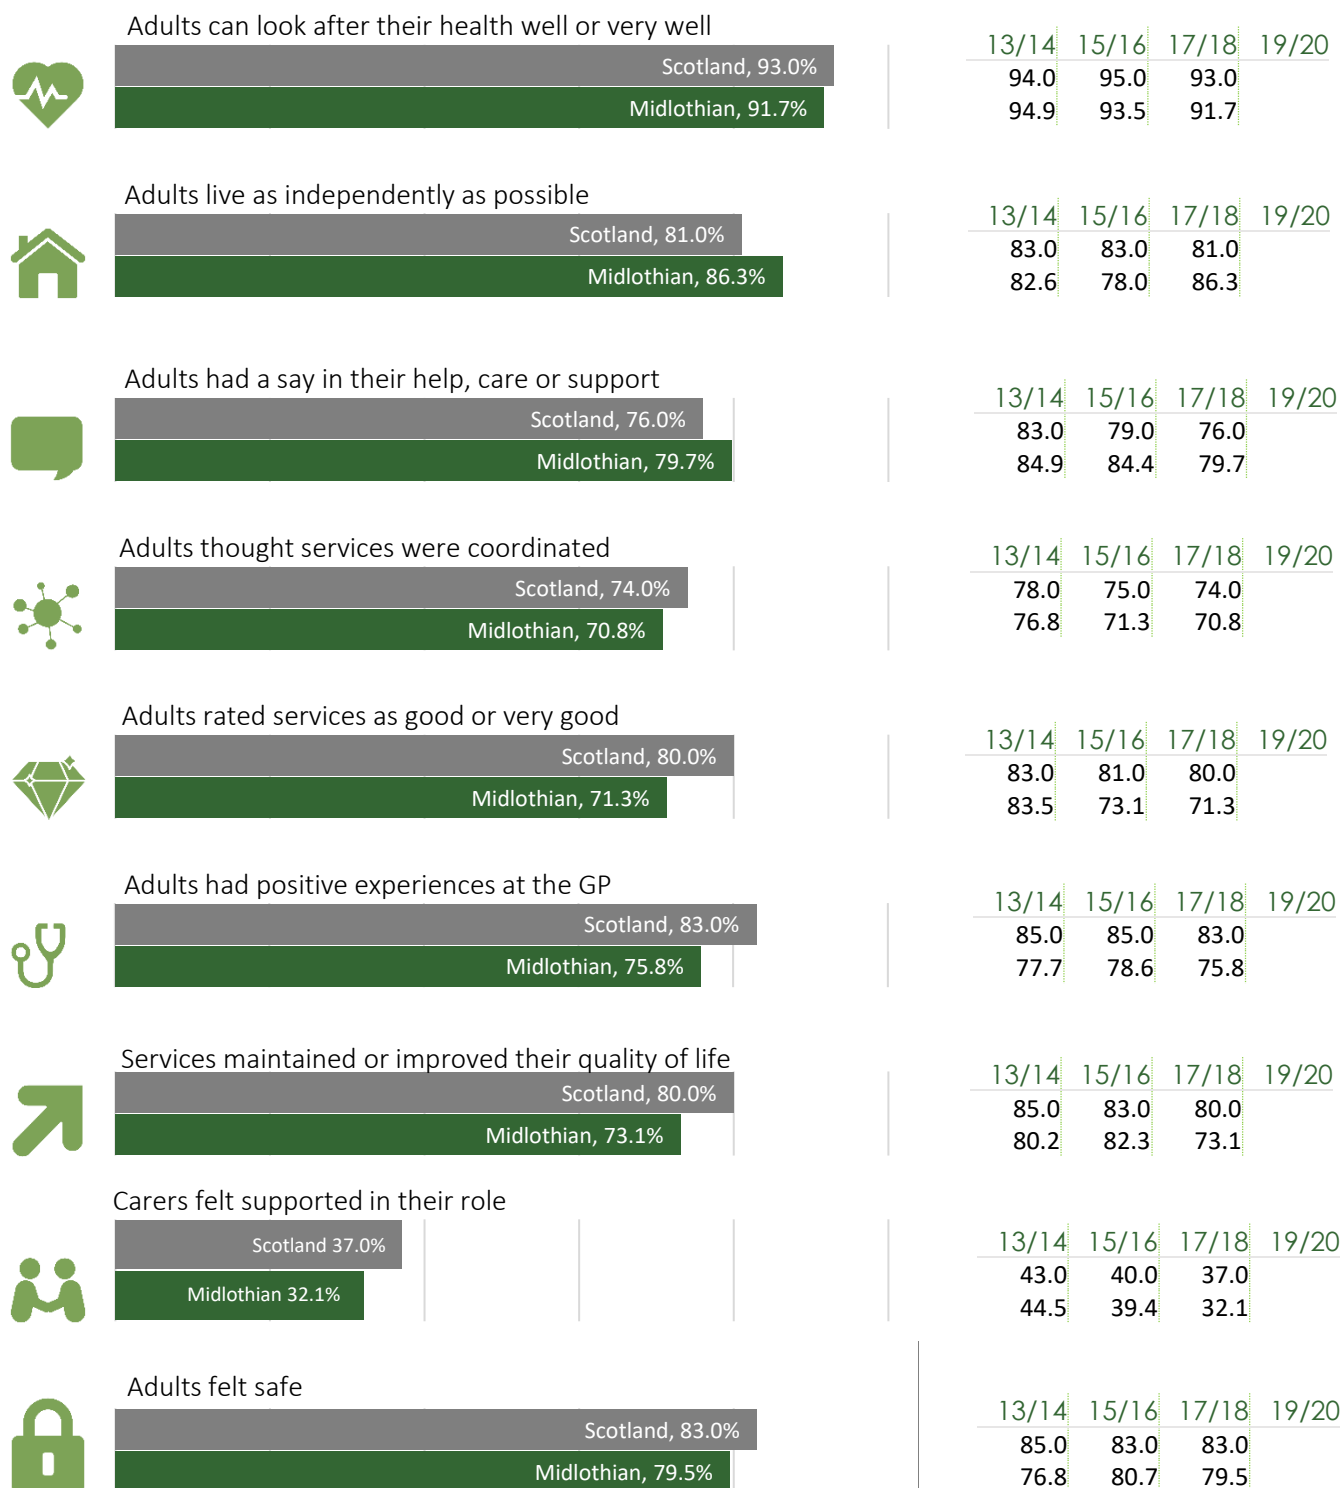 Adults can look after their health well or very well
Scotland, 93.0%
Midlothian, 91.7%
13/14 15/16 17/18 19/20
94.0 95.0 93.0
94.9 93.5 91.7
Adults live as independently as possible
Scotland, 81.0%
Midlothian, 86.3%
13/14 15/16 17/18 19/20
83.0 83.0 81.0
82.6 78.0 86.3
Adults had a say in their help, care or support
Scotland, 76.0%
Midlothian, 79.7%
13/14 15/16 17/18 19/20
83.0 79.0 76.0
84.9 84.4 79.7
Adults thought services were coordinated
Scotland, 74.0%
Midlothian, 70.8%
13/14 15/16 17/18 19/20
78.0 75.0 74.0
76.8 71.3 70.8
Adults rated services as good or very good
Scotland, 80.0%
Midlothian, 71.3%
13/14 15/16 17/18 19/20
83.0 81.0 80.0
83.5 73.1 71.3
Adults had positive experiences at the GP
Scotland, 83.0%
Midlothian, 75.8%
13/14 15/16 17/18 19/20
85.0 85.0 83.0
77.7 78.6 75.8
Services maintained or improved their quality of life
Scotland, 80.0%
Midlothian, 73.1%
13/14 15/16 17/18 19/20
85.0 83.0 80.0
80.2 82.3 73.1
Carers felt supported in their role
Scotland 37.0%
Midlothian 32.1%
13/14 15/16 17/18 19/20
43.0 40.0 37.0
44.5 39.4 32.1
Adults felt safe
Scotland, 83.0%
Midlothian, 79.5%
13/14 15/16 17/18 19/20
85.0 83.0 83.0
76.8 80.7 79.5